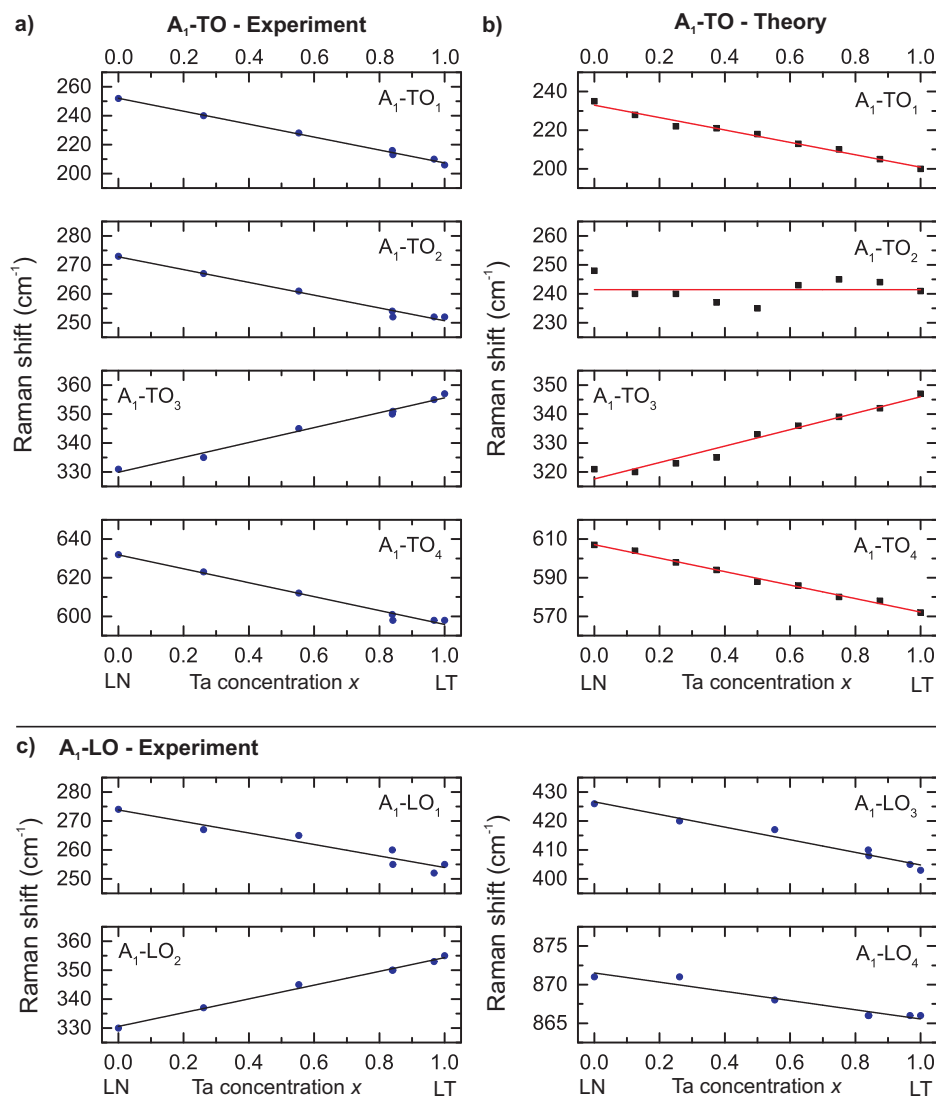 a) A₁-TO - Experiment
0.0 0.2 0.4 0.6 0.8 1.0
260
240
220
200
A₁-TO₁
280
270
260
250
A₁-TO₂
360
350
340
330
A₁-TO₃
640
620
600
A₁-TO₄
Raman shift (cm⁻¹)
0.0 0.2 0.4 0.6 0.8 1.0
LN Ta concentration x LT
b) A₁-TO - Theory
0.0 0.2 0.4 0.6 0.8 1.0
240
220
200
A₁-TO₁
260
250
240
230
A₁-TO₂
350
340
330
320
A₁-TO₃
610
590
570
A₁-TO₄
Raman shift (cm⁻¹)
0.0 0.2 0.4 0.6 0.8 1.0
LN Ta concentration x LT
c) A₁-LO - Experiment
280
270
260
250
A₁-LO₁
360
350
340
330
A₁-LO₂
Raman shift (cm⁻¹)
0.0 0.2 0.4 0.6 0.8 1.0
LN Ta concentration x LT
430
420
410
400
A₁-LO₃
875
870
865
A₁-LO₄
Raman shift (cm⁻¹)
0.0 0.2 0.4 0.6 0.8 1.0
LN Ta concentration x LT